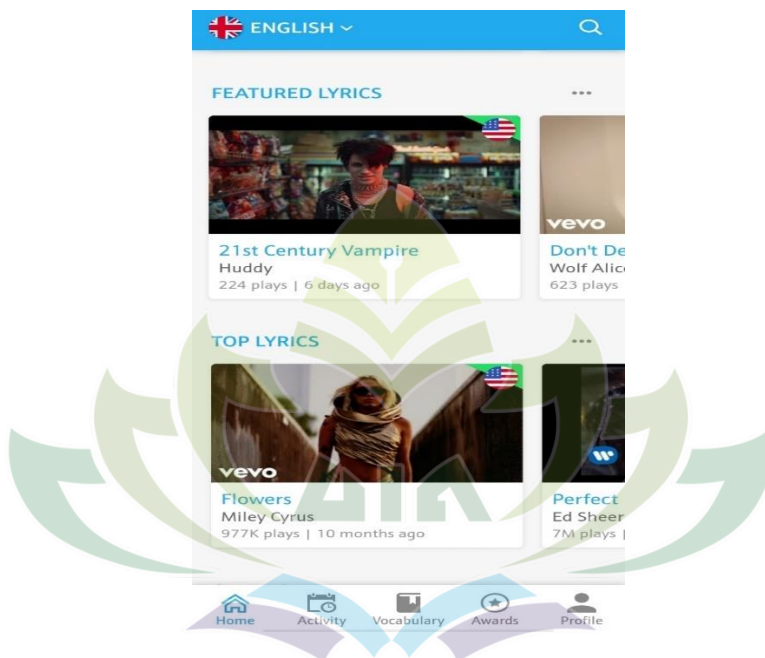 ENGLISH
FEATURED LYRICS
21st Century Vampire
Huddy
224 plays | 6 days ago
vevo
Don't De
Wolf Alic
623 plays
TOP LYRICS
vevo
Flowers
Miley Cyrus
977K plays | 10 months ago
Perfect
Ed Sheer
7M plays |
Home Activity Vocabulary Awards Profile